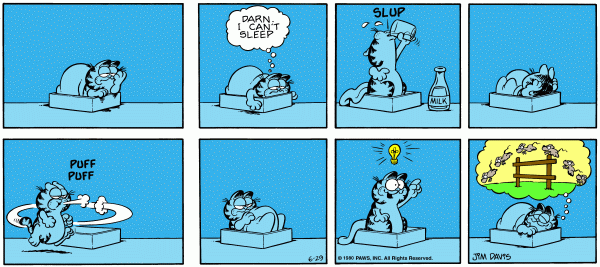 DARN.
I CAN'T
SLEEP
SLUP
MILK
PUFF
PUFF
6-29
© 1980 PAWS, INC. All Rights Reserved.
JIM DAVIS